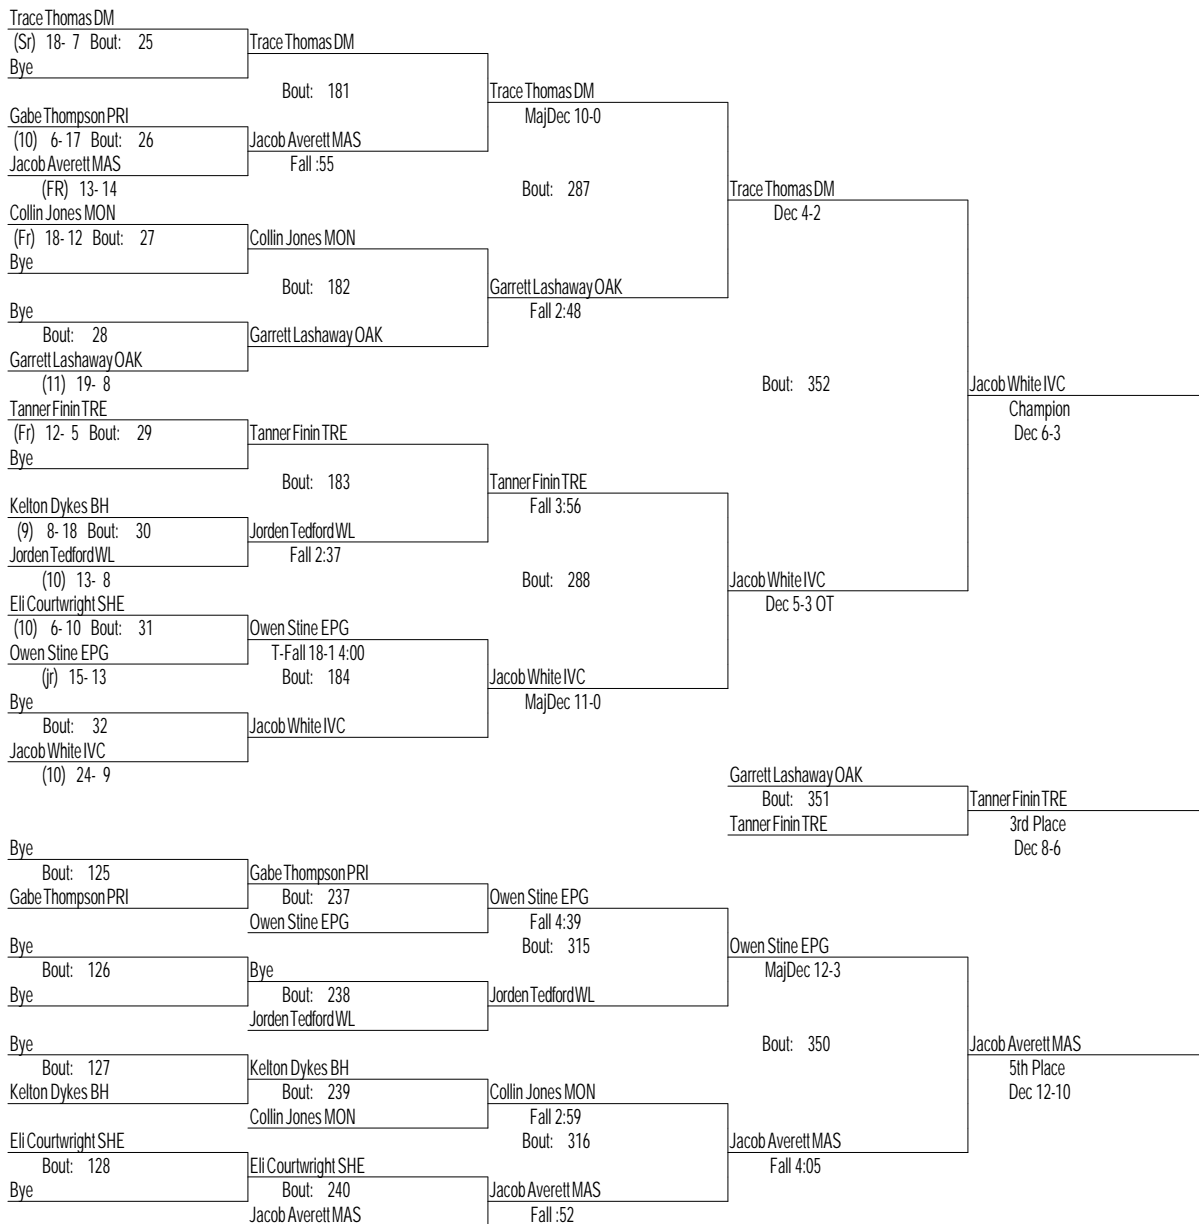 Trace Thomas DM
(Sr) 18- 7 Bout: 25
Trace Thomas DM
Bye
Bout: 181
Trace Thomas DM
MajDec 10-0
Gabe Thompson PRI
(10) 6- 17 Bout: 26
Jacob Averett MAS
Jacob Averett MAS
Fall :55
(FR) 13- 14
Bout: 287
Trace Thomas DM
Dec 4-2
Collin Jones MON
(Fr) 18- 12 Bout: 27
Collin Jones MON
Bye
Bout: 182
Garrett Lashaway OAK
Fall 2:48
Bye
Bout: 28
Garrett Lashaway OAK
Garrett Lashaway OAK
(11) 19- 8
Bout: 352
Jacob White IVC
Champion
Dec 6-3
Tanner Finin TRE
(Fr) 12- 5 Bout: 29
Tanner Finin TRE
Bye
Bout: 183
Tanner Finin TRE
Fall 3:56
Kelton Dykes BH
(9) 8- 18 Bout: 30
Jorden Tedford WL
Jorden Tedford WL
Fall 2:37
(10) 13- 8
Bout: 288
Jacob White IVC
Dec 5-3 OT
Eli Courtwright SHE
(10) 6- 10 Bout: 31
Owen Stine EPG
Owen Stine EPG
T-Fall 18-1 4:00
(jr) 15- 13
Bout: 184
Jacob White IVC
MajDec 11-0
Bye
Bout: 32
Jacob White IVC
Jacob White IVC
(10) 24- 9
Garrett Lashaway OAK
Bout: 351
Tanner Finin TRE
Tanner Finin TRE
3rd Place
Dec 8-6
Bye
Bout: 125
Gabe Thompson PRI
Gabe Thompson PRI
Bout: 237
Owen Stine EPG
Owen Stine EPG
Fall 4:39
Bye
Bout: 315
Owen Stine EPG
MajDec 12-3
Bout: 126
Bye
Bye
Bout: 238
Jorden Tedford WL
Jorden Tedford WL
Bye
Bout: 350
Jacob Averett MAS
5th Place
Dec 12-10
Bout: 127
Kelton Dykes BH
Kelton Dykes BH
Bout: 239
Collin Jones MON
Collin Jones MON
Fall 2:59
Eli Courtwright SHE
Bout: 316
Jacob Averett MAS
Fall 4:05
Bout: 128
Eli Courtwright SHE
Bye
Bout: 240
Jacob Averett MAS
Jacob Averett MAS
Fall :52